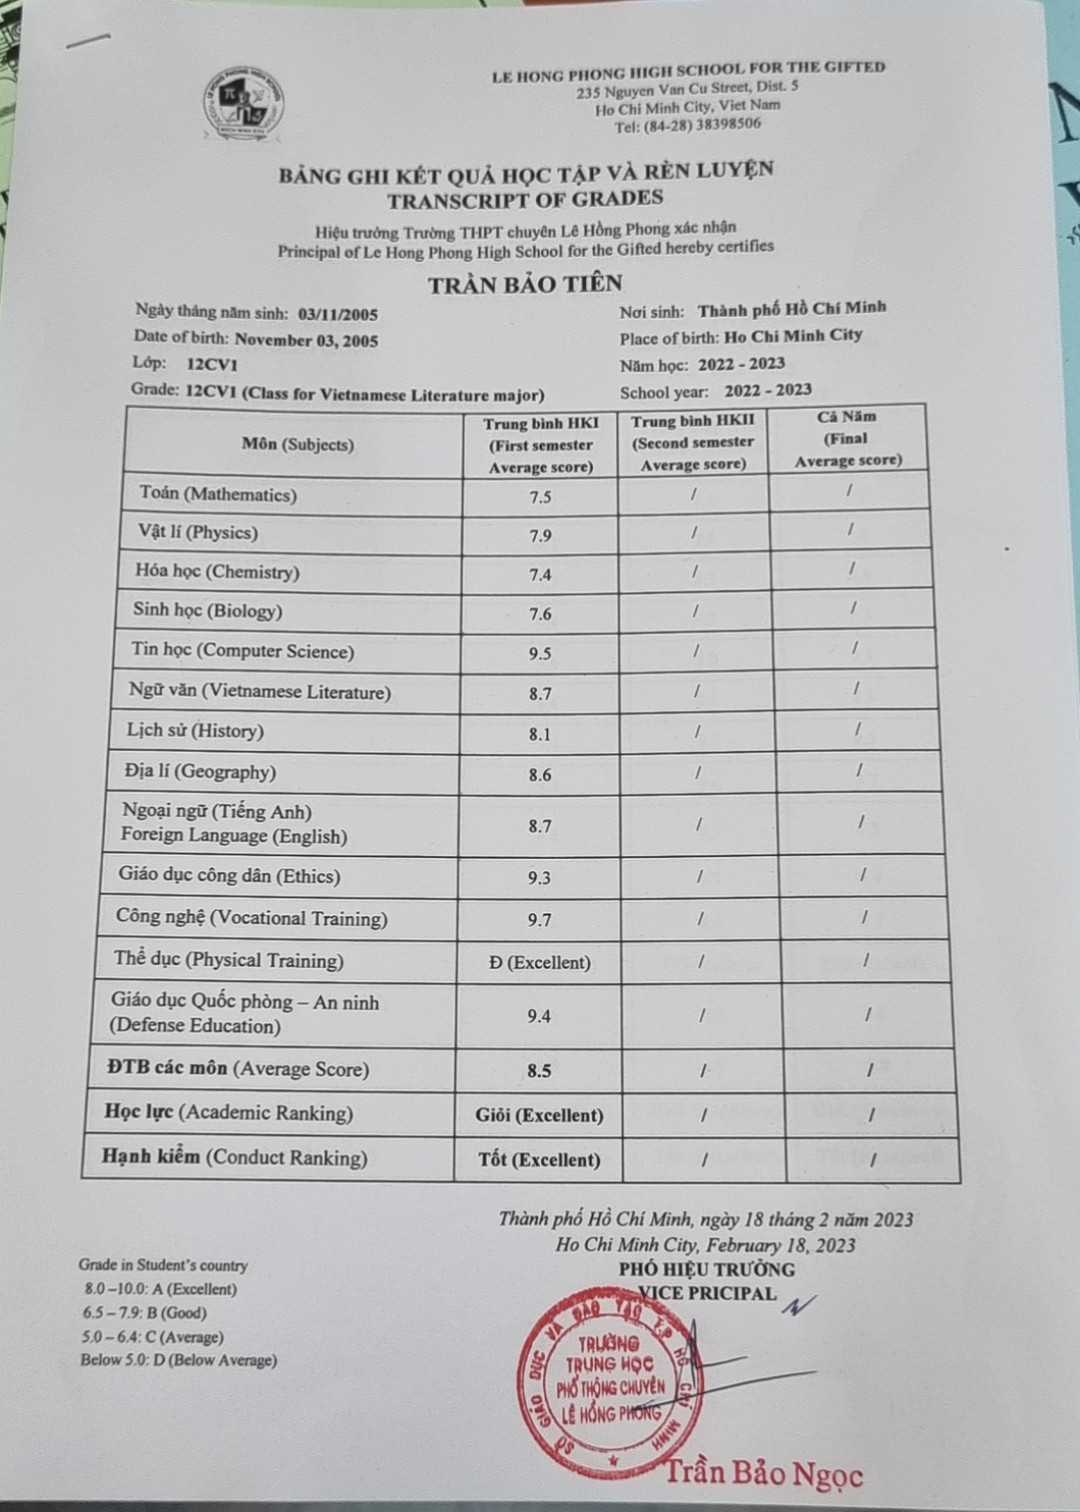 LE HONG PHONG HIGH SCHOOL
LE HONG PHONG HIGH SCHOOL FOR THE GIFTED
235 Nguyen Van Cu Street, Dist. 5
Ho Chi Minh City, Viet Nam
Tel: (84-28) 38398506
BẢNG GHI KẾT QUẢ HỌC TẬP VÀ RÈN LUYỆN
TRANSCRIPT OF GRADES
Hiệu trưởng Trường THPT chuyên Lê Hồng Phong xác nhận
Principal of Le Hong Phong High School for the Gifted hereby certifies
TRẦN BẢO TIÊN
Ngày tháng năm sinh: 03/11/2005 Nơi sinh: Thành phố Hồ Chí Minh
Date of birth: November 03, 2005 Place of birth: Ho Chi Minh City
Lớp: 12CV1 Năm học: 2022 - 2023
Grade: 12CV1 (Class for Vietnamese Literature major) School year: 2022 - 2023
Môn (Subjects) Trung bình HKI (First semester Average score) Trung bình HKII (Second semester Average score) Cả Năm (Final Average score)
Toán (Mathematics) 7.5 / /
Vật lí (Physics) 7.9 / /
Hóa học (Chemistry) 7.4 / /
Sinh học (Biology) 7.6 / /
Tin học (Computer Science) 9.5 / /
Ngữ văn (Vietnamese Literature) 8.7 / /
Lịch sử (History) 8.1 / /
Địa lí (Geography) 8.6 / /
Ngoại ngữ (Tiếng Anh)
Foreign Language (English) 8.7 / /
Giáo dục công dân (Ethics) 9.3 / /
Công nghệ (Vocational Training) 9.7 / /
Thể dục (Physical Training) Đ (Excellent) / /
Giáo dục Quốc phòng – An ninh
(Defense Education) 9.4 / /
ĐTB các môn (Average Score) 8.5 / /
Học lực (Academic Ranking) Giỏi (Excellent) / /
Hạnh kiểm (Conduct Ranking) Tốt (Excellent) / /
Thành phố Hồ Chí Minh, ngày 18 tháng 2 năm 2023
Ho Chi Minh City, February 18, 2023
PHÓ HIỆU TRƯỞNG
VICE PRICIPAL
Grade in Student's country
8.0 –10.0: A (Excellent)
6.5 – 7.9: B (Good)
5.0 – 6.4: C (Average)
Below 5.0: D (Below Average)
SỞ GIÁO DỤC VÀ ĐÀO TẠO T.P HỒ CHÍ MINH
TRƯỜNG
TRUNG HỌC
PHỔ THÔNG CHUYÊN
LÊ HỒNG PHONG
Trần Bảo Ngọc